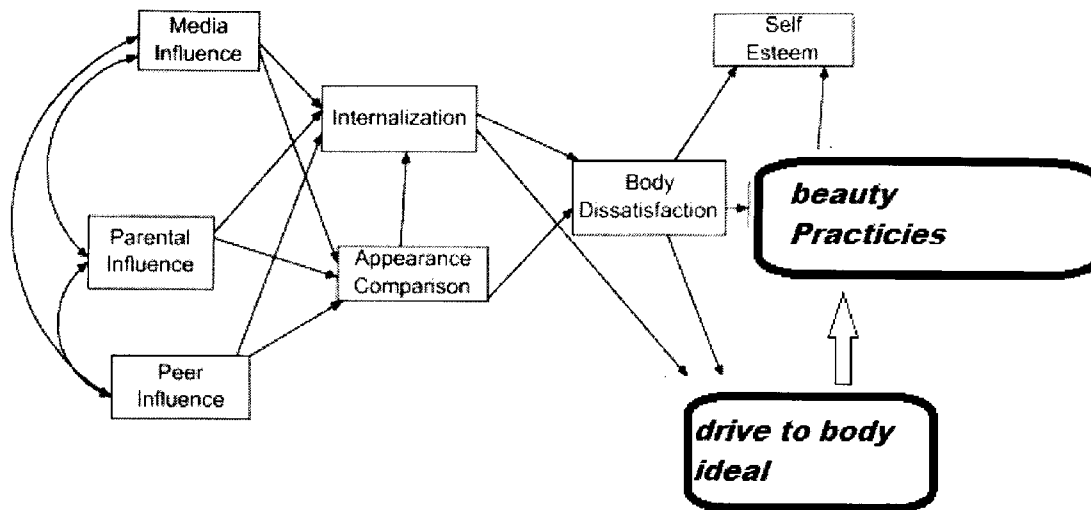 Media
Influence
Self
Esteem
Internalization
Body
Dissatisfaction
beauty
Practicies
Parental
Influence
Appearance
Comparison
Peer
Influence
drive to body
ideal